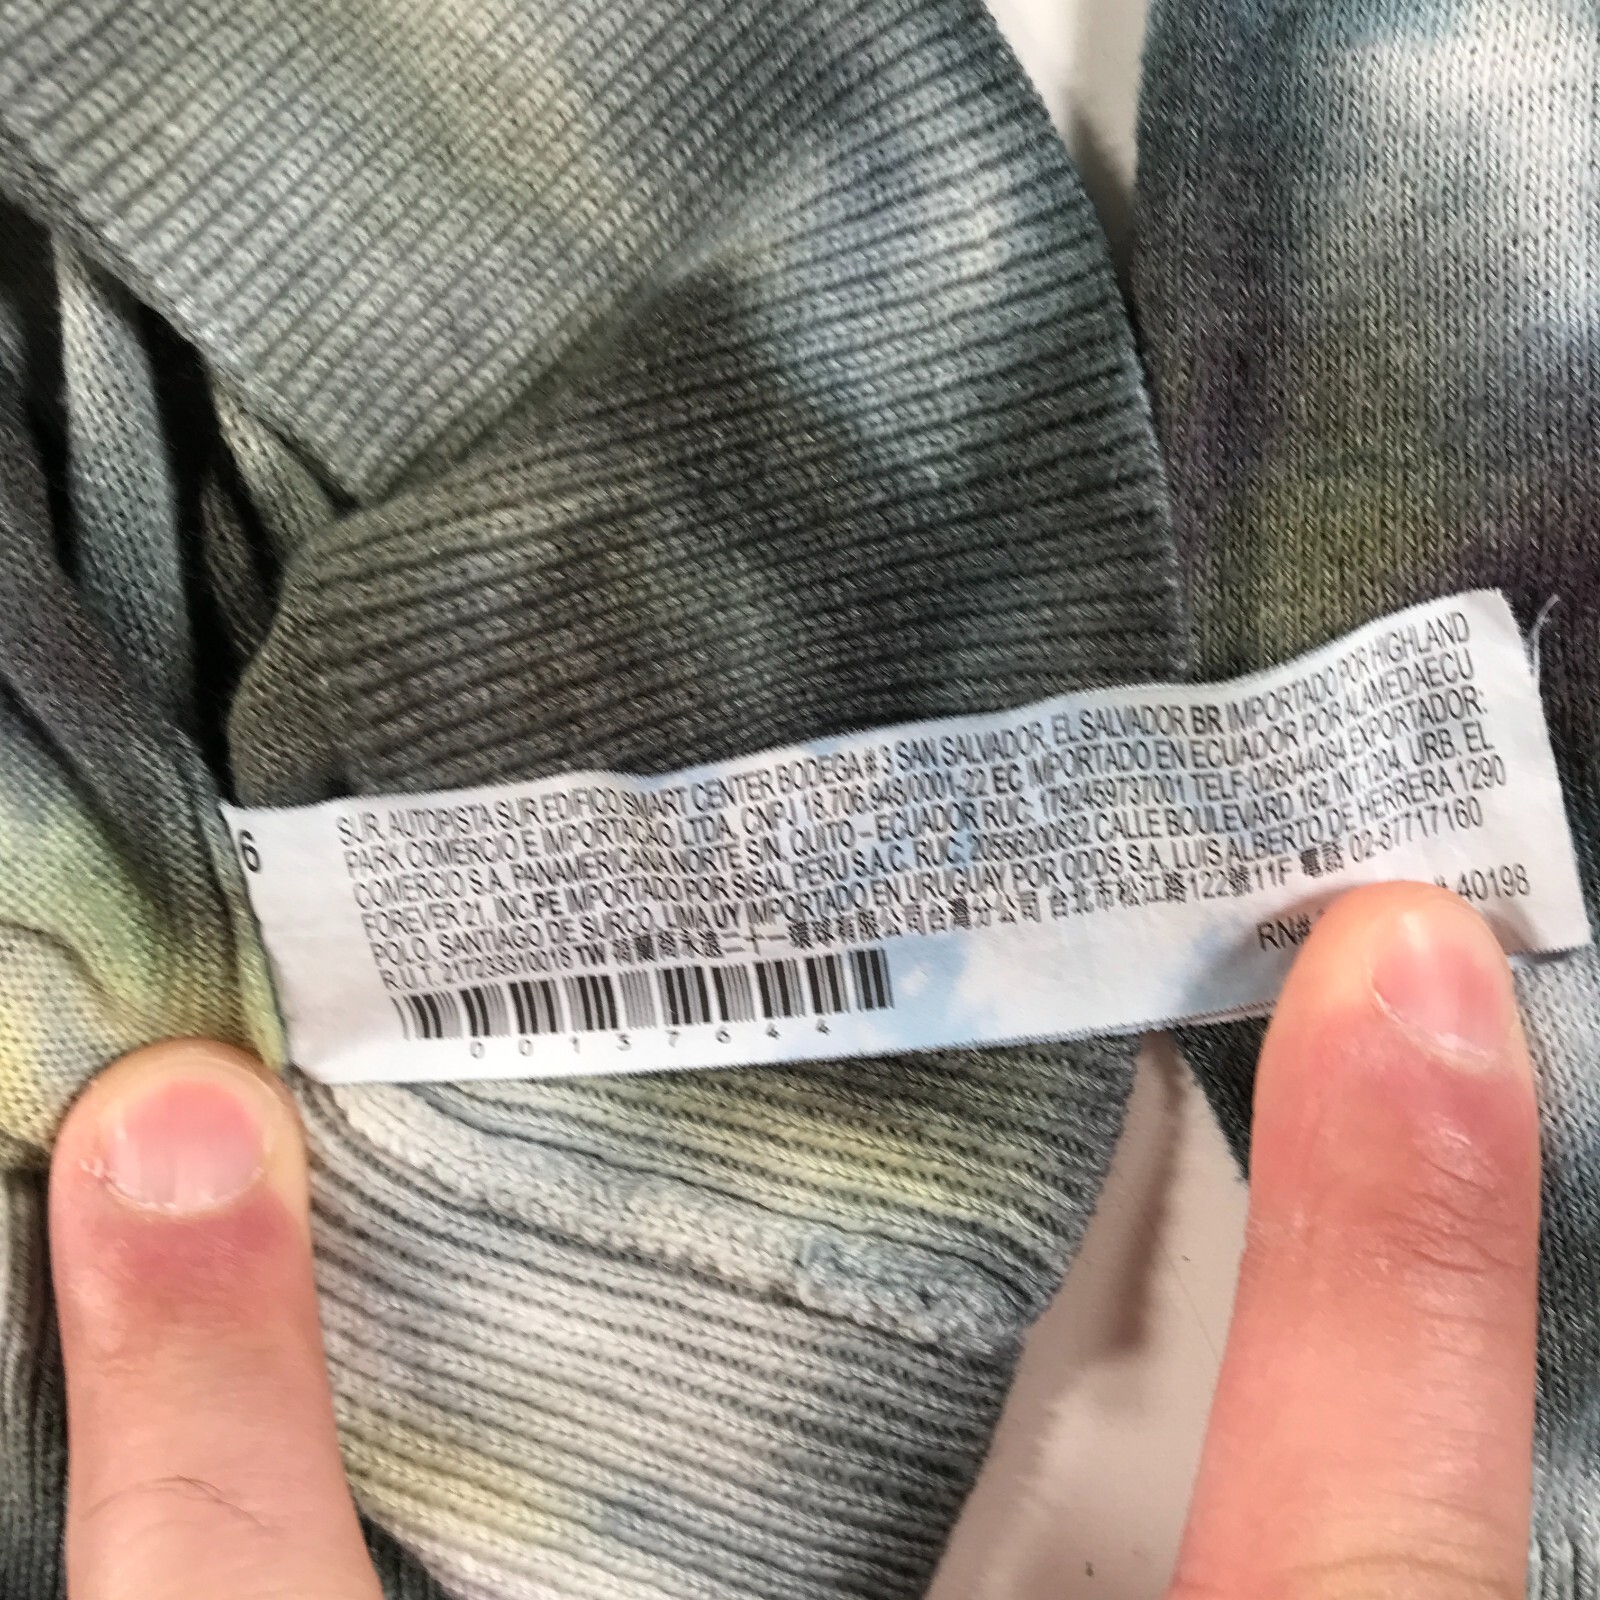 6
SUR, AUTOPISTA SUR EDIFICO SMART CENTER BODEGA # 3 SAN SALVADOR, EL SALVADOR BR IMPORTADO POR HIGHLAND
PARK COMERCIO E IMPORTACAO LTDA, CNPJ 18.706.948/0001-22 EC IMPORTADO EN ECUADOR POR ALAMEDAECU
COMERCIO S.A. PANAMERICANA NORTE S/N. QUITO - ECUADOR RUC: 1792459737001 TELF:026044064 EXPORTADOR:
FOREVER 21, INC.PE IMPORTADO POR SISAL PERU S.A.C. RUC: 20556200632 CALLE BOULEVARD 162 INT.1204, URB. EL
POLO, SANTIAGO DE SURCO, LIMA UY IMPORTADO EN URUGUAY POR ODDS S.A. LUIS ALBERTO DE HERRERA 1290
R.U.T. 217233310018 TW 荷蘭商永遠二十一環球有限公司台灣分公司 台北市松江路122號11F 電話 02-87717160
RN# 40198
00137644